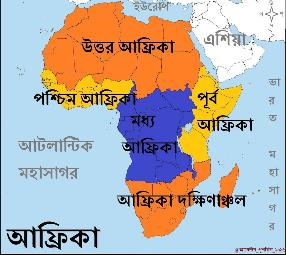 ইউরোপ
এশিয়া
উত্তর আফ্রিকা
পশ্চিম আফ্রিকা
পূর্ব
আফ্রিকা
মধ্য
আফ্রিকা
ভারত মহাসাগর
আটলান্টিক
মহাসাগর
আফ্রিকা দক্ষিণাঞ্চল
আফ্রিকা